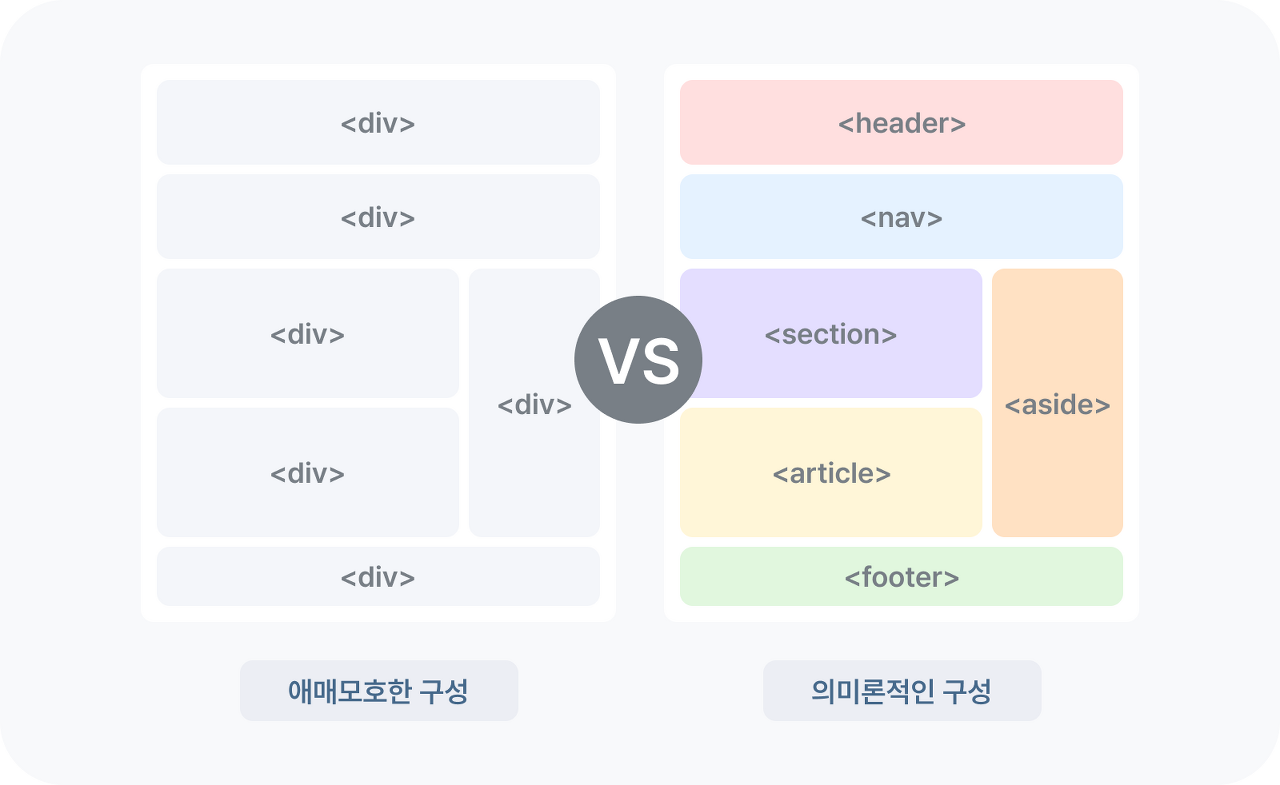 <div>
<div>
<div>
<div>
<div>
<div>
애매모호한 구성
VS
<header>
<nav>
<section>
<aside>
<article>
<footer>
의미론적인 구성